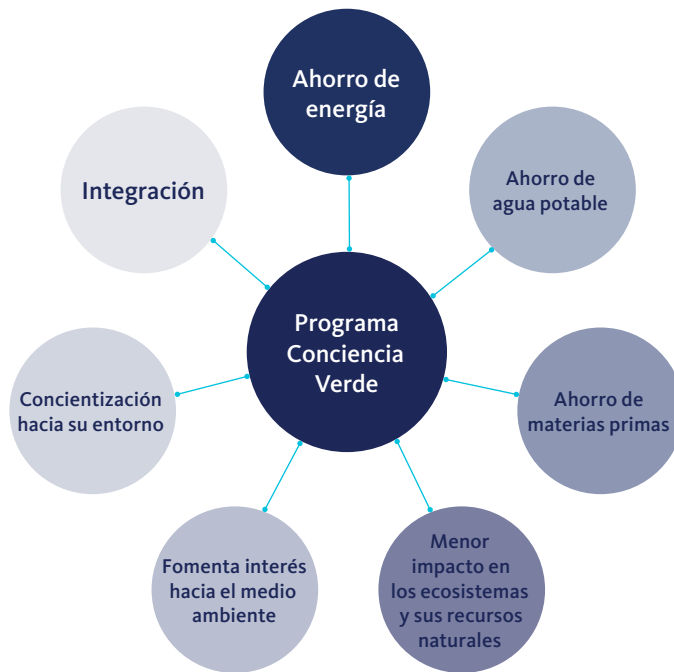 Ahorro de
energía
Integración
Ahorro de
agua potable
Programa
Conciencia
Verde
Concientización
hacia su entorno
Ahorro de
materias primas
Fomenta interés
hacia el medio
ambiente
Menor
impacto en
los ecosistemas
y sus recursos
naturales